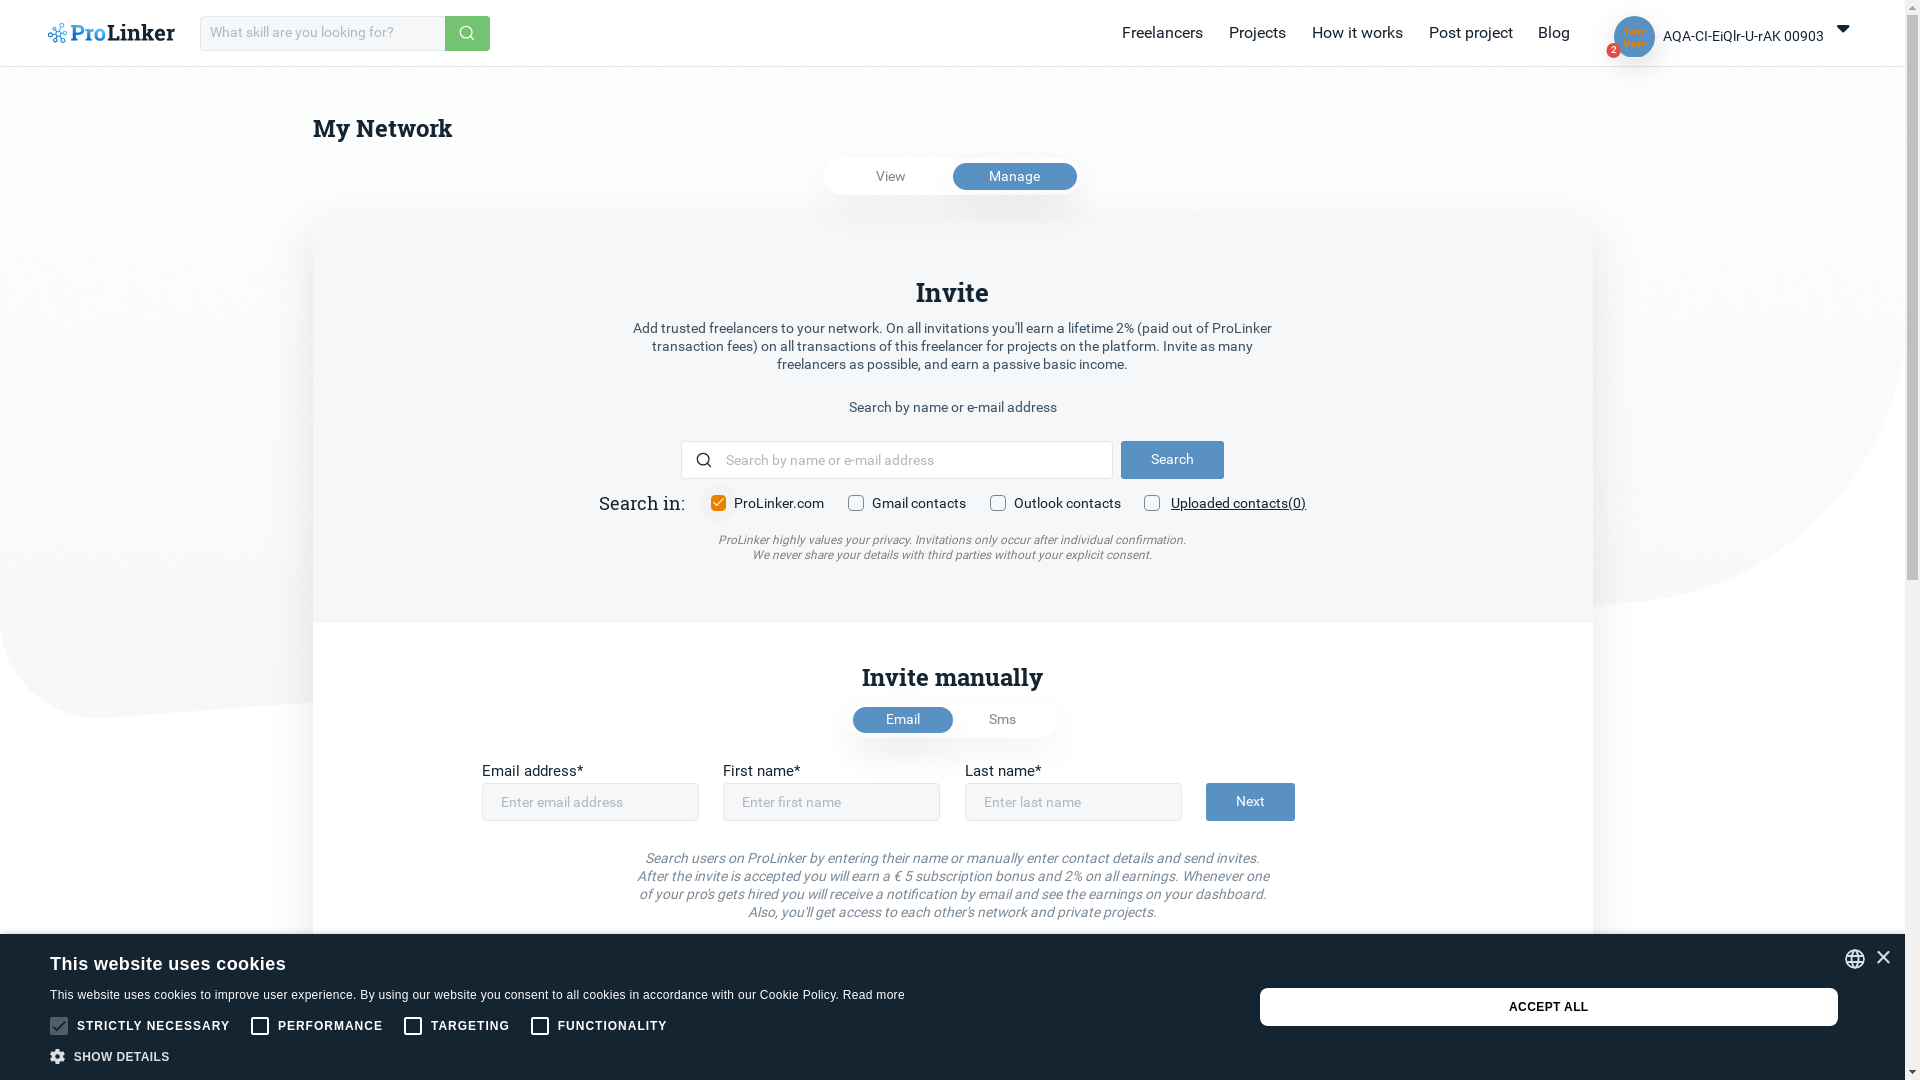 ProLinker
What skill are you looking for?
Freelancers
Projects
How it works
Post project
Blog
Test
User
2
AQA-CI-EiQlr-U-rAK 00903
My Network
View
Manage
Invite
Add trusted freelancers to your network. On all invitations you'll earn a lifetime 2% (paid out of ProLinker
transaction fees) on all transactions of this freelancer for projects on the platform. Invite as many
freelancers as possible, and earn a passive basic income.
Search by name or e-mail address
Search by name or e-mail address
Search
Search in:
ProLinker.com
Gmail contacts
Outlook contacts
Uploaded contacts(0)
ProLinker highly values your privacy. Invitations only occur after individual confirmation.
We never share your details with third parties without your explicit consent.
Invite manually
Email
Sms
Email address*
First name*
Last name*
Enter email address
Enter first name
Enter last name
Next
Search users on ProLinker by entering their name or manually enter contact details and send invites.
After the invite is accepted you will earn a € 5 subscription bonus and 2% on all earnings. Whenever one
of your pro's gets hired you will receive a notification by email and see the earnings on your dashboard.
Also, you'll get access to each other's network and private projects.
This website uses cookies
This website uses cookies to improve user experience. By using our website you consent to all cookies in accordance with our Cookie Policy. Read more
STRICTLY NECESSARY
PERFORMANCE
TARGETING
FUNCTIONALITY
SHOW DETAILS
ACCEPT ALL